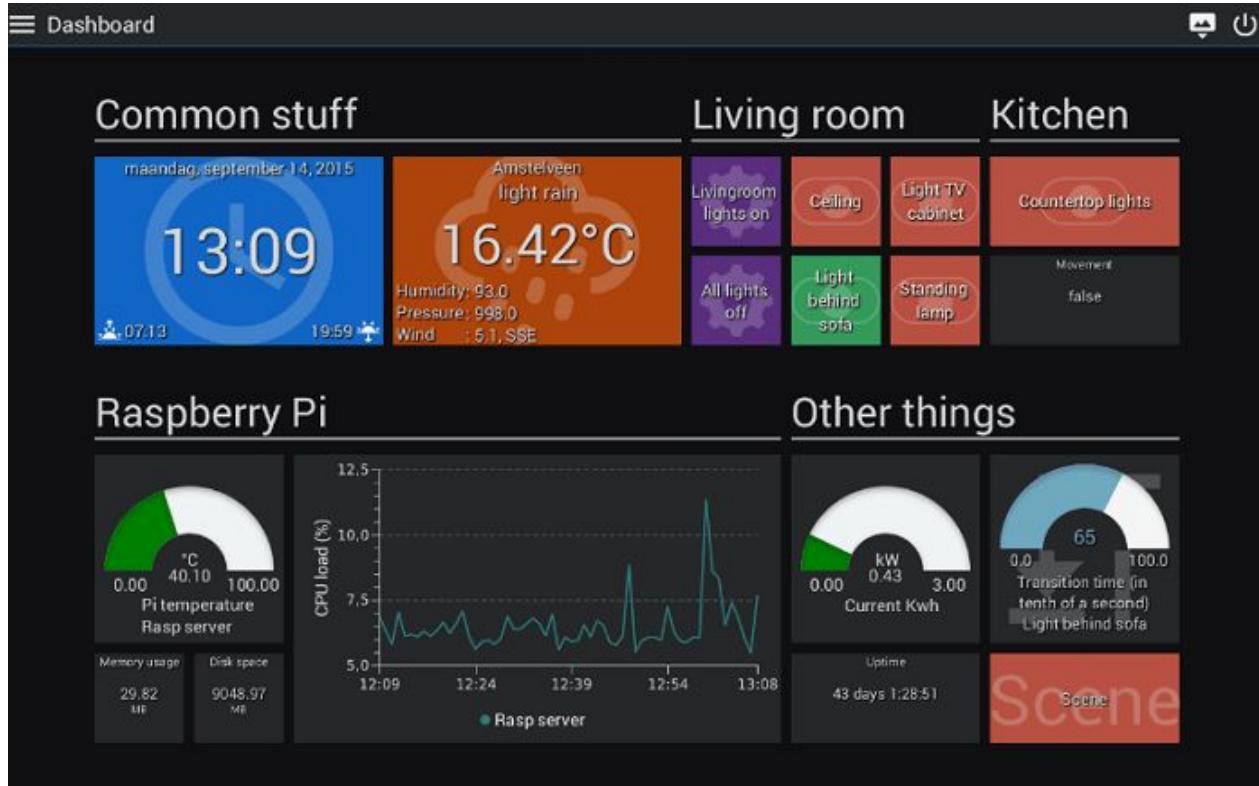 Dashboard
Common stuff
Living room
Kitchen
maandag, september 14, 2015
13:09
07:13
19:59
Amstelveen
light rain
16.42°C
Humidity: 93.0
Pressure: 998.0
Wind : 5.1, SSE
Livingroom
lights on
Ceiling
Light TV
cabinet
All lights
off
Light
behind
sofa
Standing
lamp
Countertop lights
Movement
false
Raspberry Pi
Other things
°C
40.10
0.00
100.00
Pi temperature
Rasp server
Memory usage
29.82
MB
Disk space
9048.97
MB
CPU load (%)
12,5
10,0
7,5
5,0
12:09
12:24
12:39
12:54
13:08
Rasp server
kW
0.43
0.00
3.00
Current Kwh
65
0.0
100.0
Transition time (in
tenth of a second)
Light behind sofa
Uptime
43 days 1:28:51
Scene
Scene